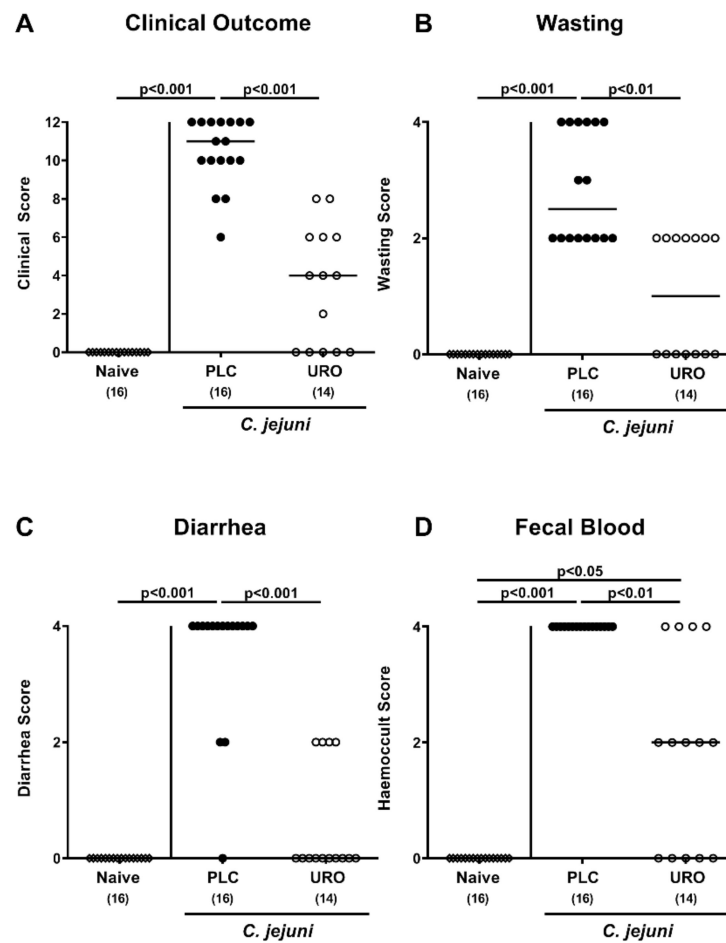 A
Clinical Outcome
p<0.001 p<0.001
12
10
8
6
4
2
0
Clinical Score
Naive PLC URO
(16) (16) (14)
C. jejuni
B
Wasting
p<0.001 p<0.01
4
2
0
Wasting Score
Naive PLC URO
(16) (16) (14)
C. jejuni
C
Diarrhea
p<0.001 p<0.001
4
2
0
Diarrhea Score
Naive PLC URO
(16) (16) (14)
C. jejuni
D
Fecal Blood
p<0.05
p<0.001 p<0.01
4
2
0
Haemoccult Score
Naive PLC URO
(16) (16) (14)
C. jejuni